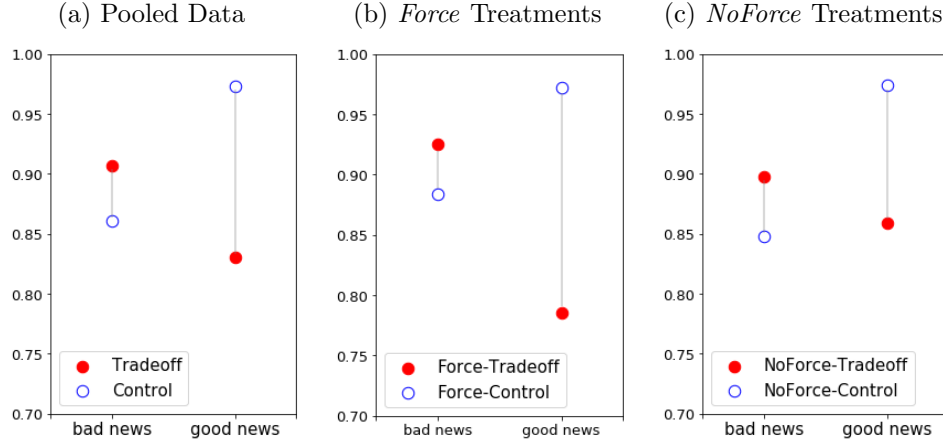 (a) Pooled Data
1.00
0.95
0.90
0.85
0.80
0.75
0.70
Tradeoff
Control
bad news good news
(b) Force Treatments
1.00
0.95
0.90
0.85
0.80
0.75
0.70
Force-Tradeoff
Force-Control
bad news good news
(c) NoForce Treatments
1.00
0.95
0.90
0.85
0.80
0.75
0.70
NoForce-Tradeoff
NoForce-Control
bad news good news